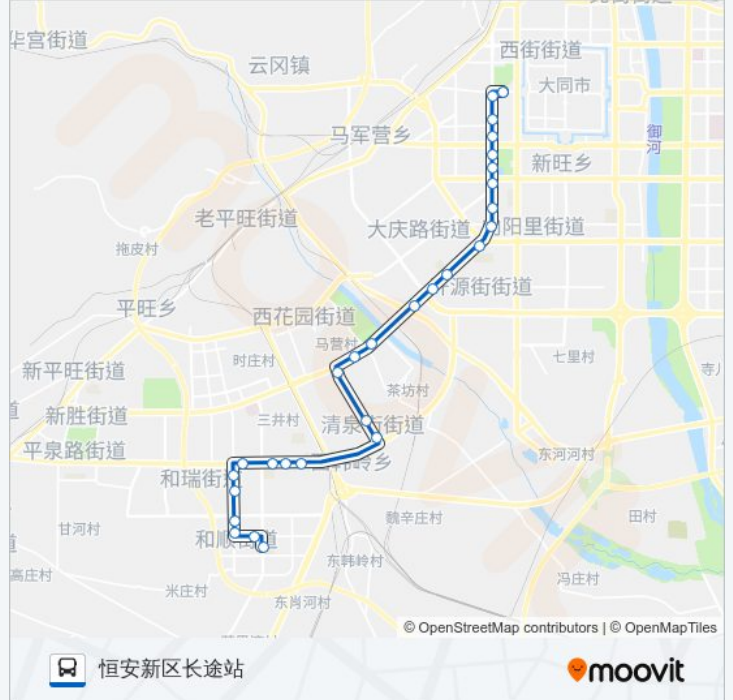 华宫街道
西街街道
云冈镇
大同市
马军营乡
御河
新旺乡
老平旺街道
大庆路街道
阳里街道
拖皮村
源街街道
平旺乡
西花园街道
马营村
七里村
时庄村
新平旺街道
茶坊村
新胜街道
三井村
清泉街街道
平泉路街道
东河河村
岭乡
和瑞街
魏辛庄村
田村
甘河村
和顺街道
东韩岭村
高庄村
冯庄村
米庄村
东肖河村
© OpenStreetMap contributors | © OpenMapTiles
恒安新区长途站
moovit